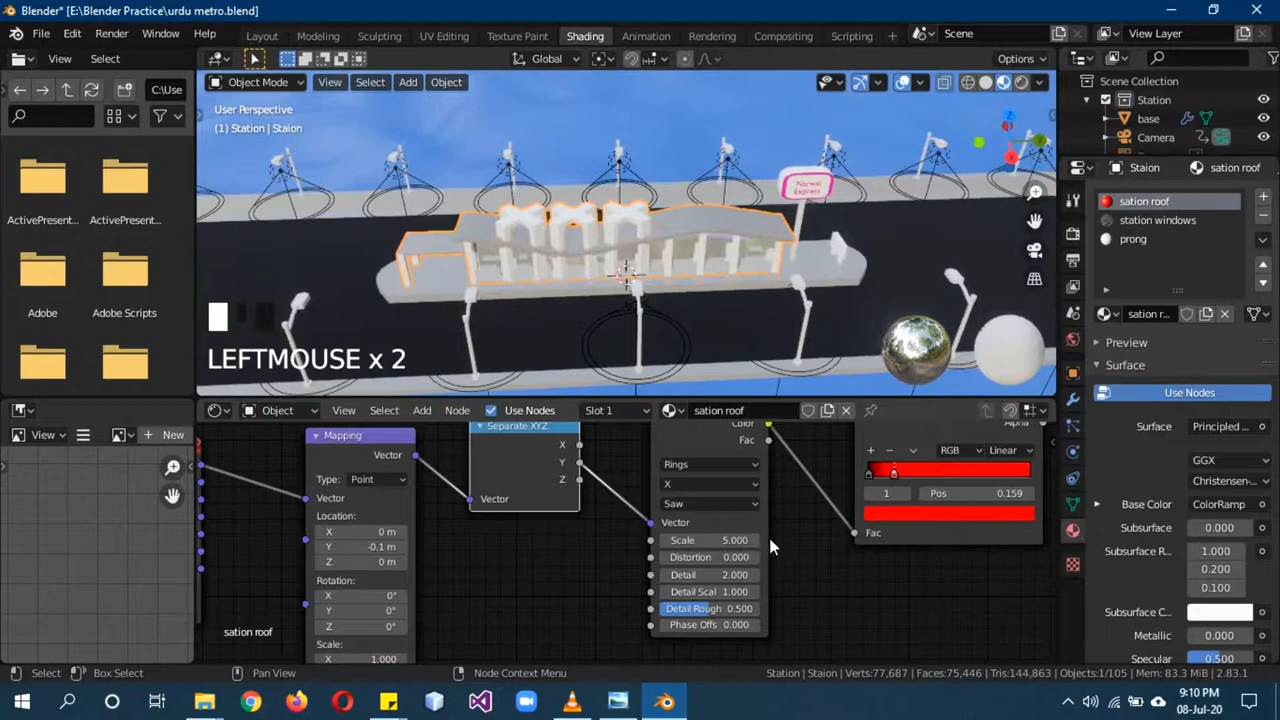 Blender* [E:\Blender Practice\urdu metro.blend]
File Edit Render Window Help
Layout Modeling Sculpting UV Editing Texture Paint Shading Animation Rendering Compositing Scripting
Scene
View Layer
View Select
Global
Options
Object Mode View Select Add Object
C:\Use
User Perspective
(1) Station | Staion
Narwal
Express
LEFTMOUSE x 2
ActivePresent...
ActivePresent...
Adobe
Adobe Scripts
Scene Collection
Station
base
Camera
Staion
sation roof
sation roof
station windows
prong
sation r...
Preview
Surface
Use Nodes
Surface Principled ...
GGX
Christensen-...
Base Color ColorRamp
Subsurface 0.000
Subsurface R... 1.000
0.200
0.100
Subsurface C...
Metallic 0.000
Specular 0.500
View New
Object View Select Add Node Use Nodes Slot 1 sation roof
Mapping
Vector
Type: Point
Vector
Location:
X 0 m
Y -0.1 m
Z 0 m
Rotation:
X 0°
Y 0°
Z 0°
Scale:
X 1.000
Separate XYZ
X
Y
Z
Vector
Color
Fac
Rings
X
Saw
Vector
Scale 5.000
Distortion 0.000
Detail 2.000
Detail Scal 1.000
Detail Rough 0.500
Phase Offs 0.000
Alpha
RGB Linear
1 Pos 0.159
Fac
sation roof
Select Box Select Pan View Node Context Menu
Station | Staion | Verts:77,687 | Faces:75,446 | Tris:144,863 | Objects:1/105 | Mem: 83.3 MiB | 2.83.1
9:10 PM
08-Jul-20